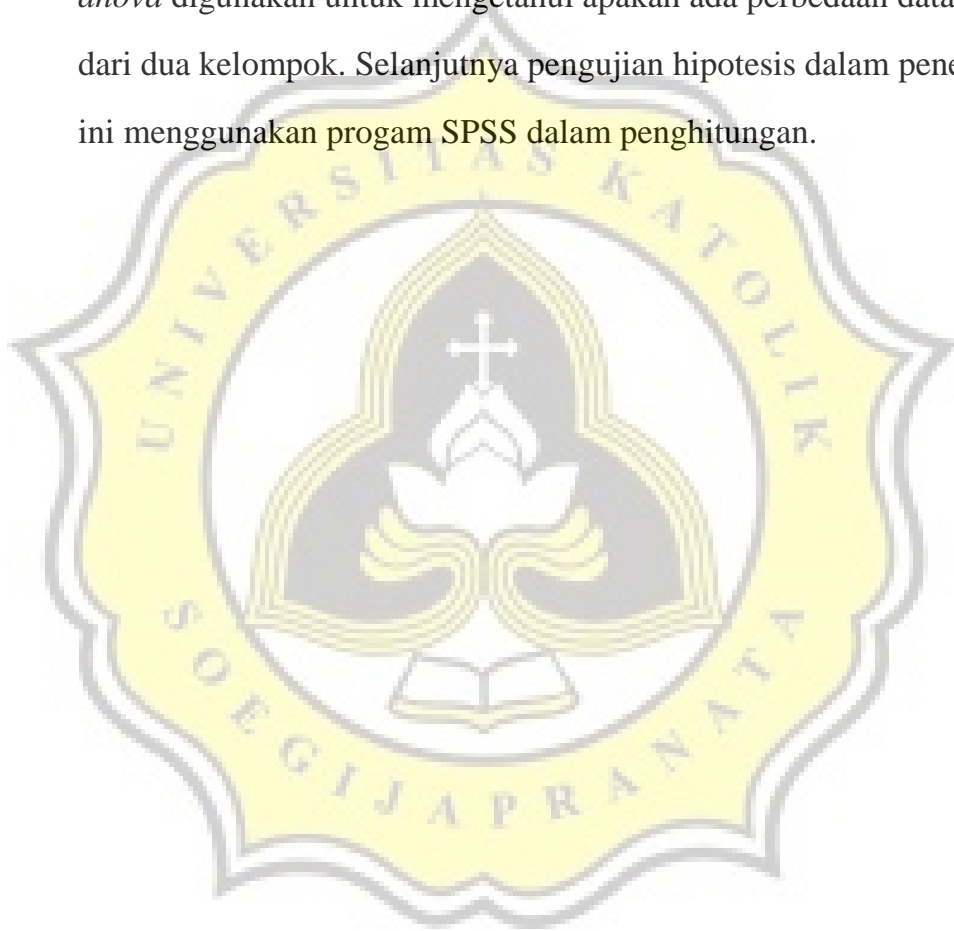 anova digunakan untuk mengetahui apakah ada perbedaan data
dari dua kelompok. Selanjutnya pengujian hipotesis dalam
ini menggunakan progam SPSS dalam penghitungan.
UNIVERSITAS KATOLIK
SOEGIJAPRANATA